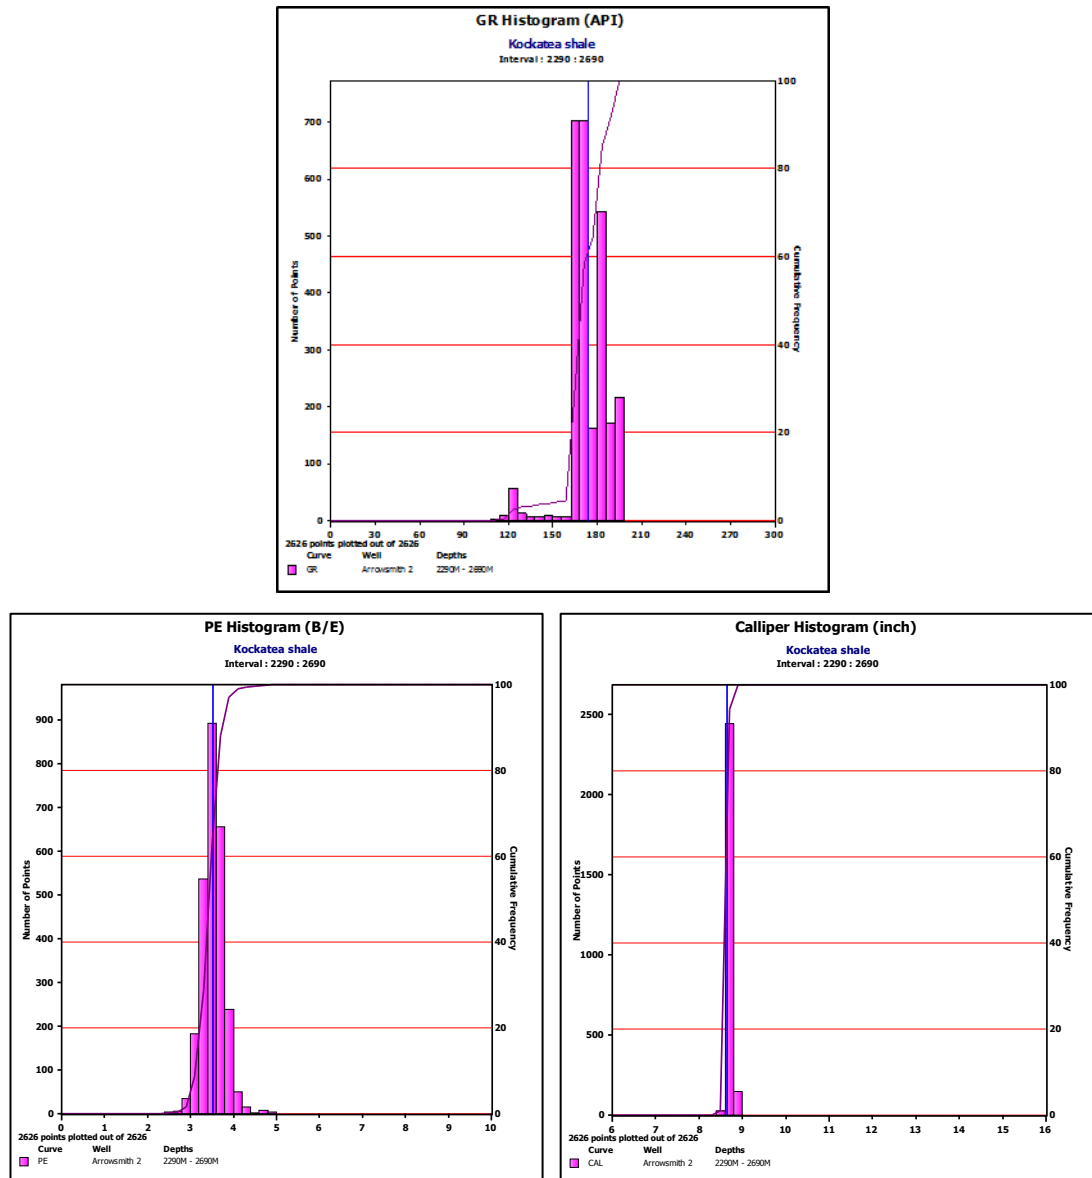 GR Histogram (API)
Kockatea shale
Interval : 2290 : 2690
Number of Points
700
600
500
400
300
200
100
0
100
80
60
40
20
0
Cumulative Frequency
0 30 60 90 120 150 180 210 240 270 300
2626 points plotted out of 2626
Curve Well Depths
GR Arrowsmith 2 2290M - 2690M
PE Histogram (B/E)
Kockatea shale
Interval : 2290 : 2690
Number of Points
900
800
700
600
500
400
300
200
100
0
100
80
60
40
20
0
Cumulative Frequency
0 1 2 3 4 5 6 7 8 9 10
2626 points plotted out of 2626
Curve Well Depths
PE Arrowsmith 2 2290M - 2690M
Calliper Histogram (inch)
Kockatea shale
Interval : 2290 : 2690
Number of Points
2500
2000
1500
1000
500
0
100
80
60
40
20
0
Cumulative Frequency
6 7 8 9 10 11 12 13 14 15 16
2626 points plotted out of 2626
Curve Well Depths
CAL Arrowsmith 2 2290M - 2690M